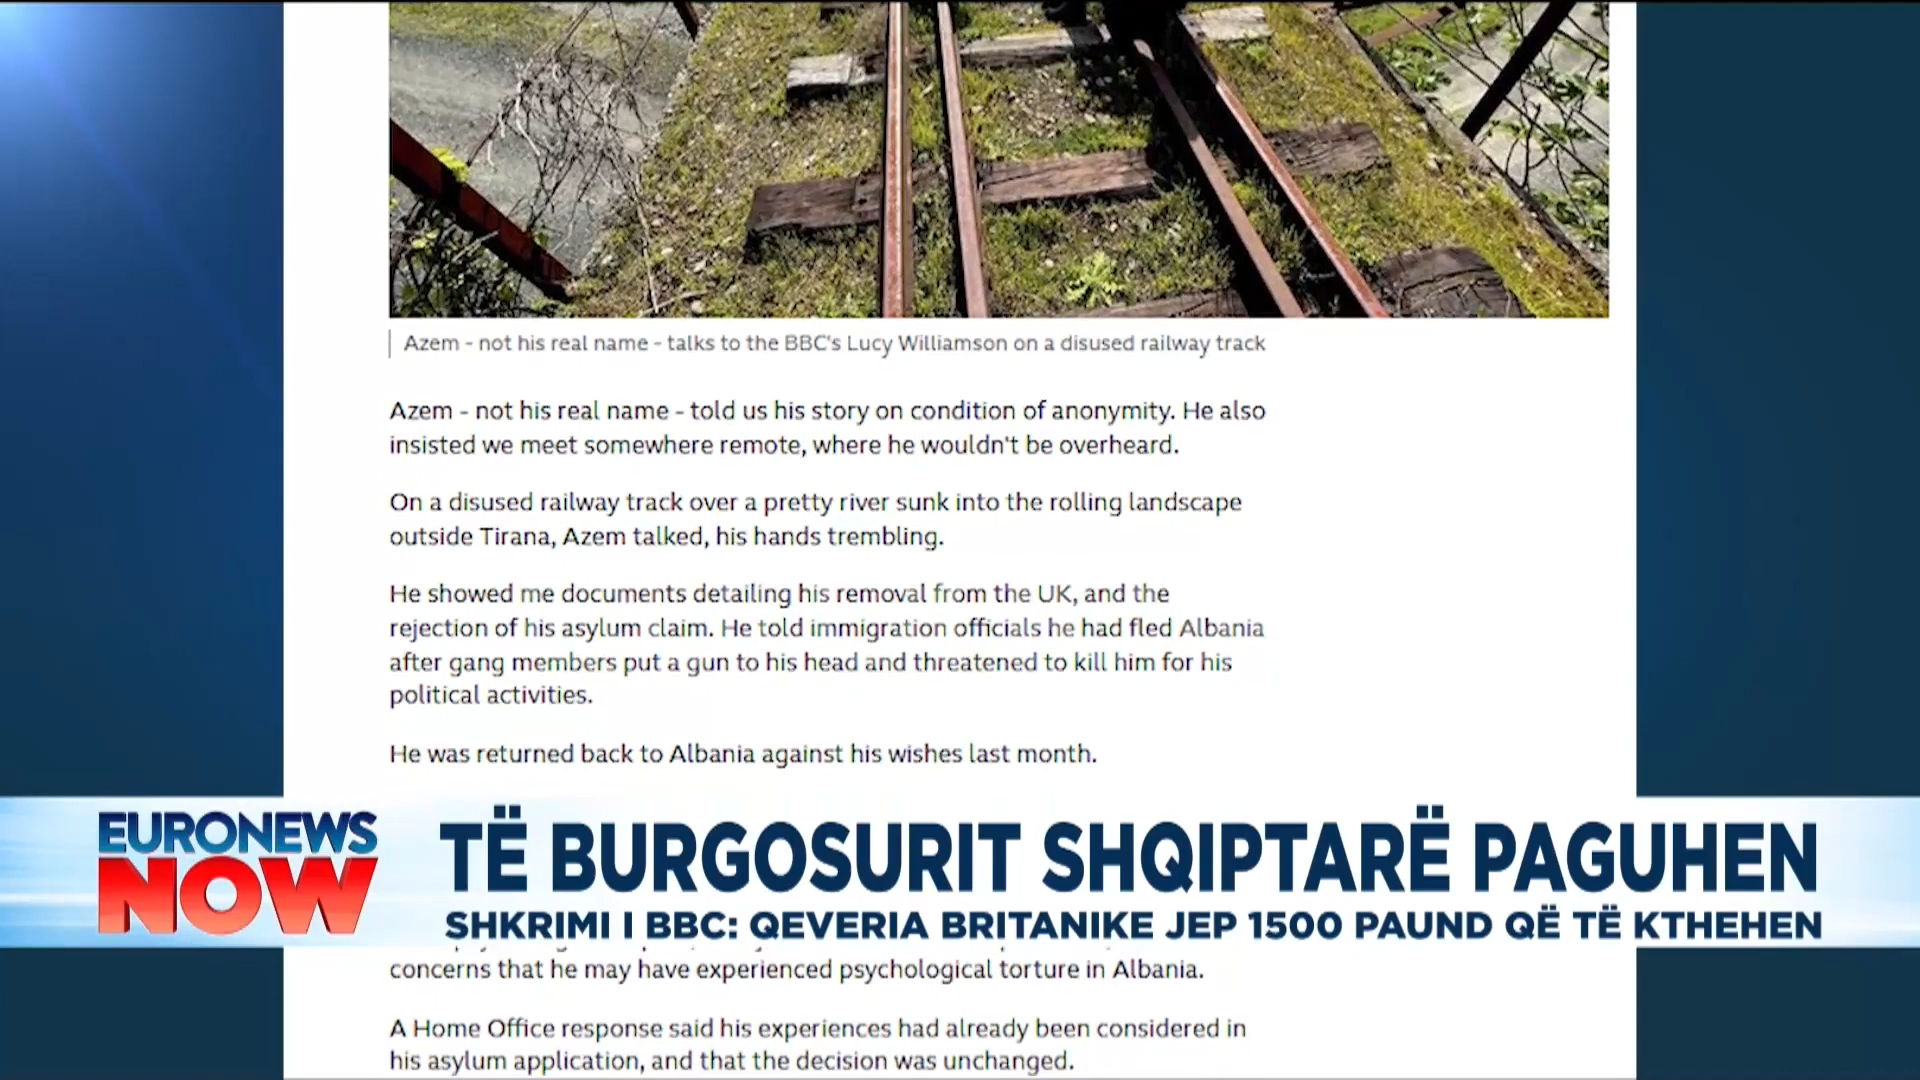 Azem - not his real name - talks to the BBC's Lucy Williamson on a disused railway track
Azem - not his real name - told us his story on condition of anonymity. He also
insisted we meet somewhere remote, where he wouldn't be overheard.
On a disused railway track over a pretty river sunk into the rolling landscape
outside Tirana, Azem talked, his hands trembling.
He showed me documents detailing his removal from the UK, and the
rejection of his asylum claim. He told immigration officials he had fled Albania
after gang members put a gun to his head and threatened to kill him for his
political activities.
He was returned back to Albania against his wishes last month.
EURONEWS
NOW
TË BURGOSURIT SHQIPTARË PAGUHEN
SHKRIMI I BBC: QEVERIA BRITANIKE JEP 1500 PAUND QË TË KTHEHEN
concerns that he may have experienced psychological torture in Albania.
A Home Office response said his experiences had already been considered in
his asylum application, and that the decision was unchanged.